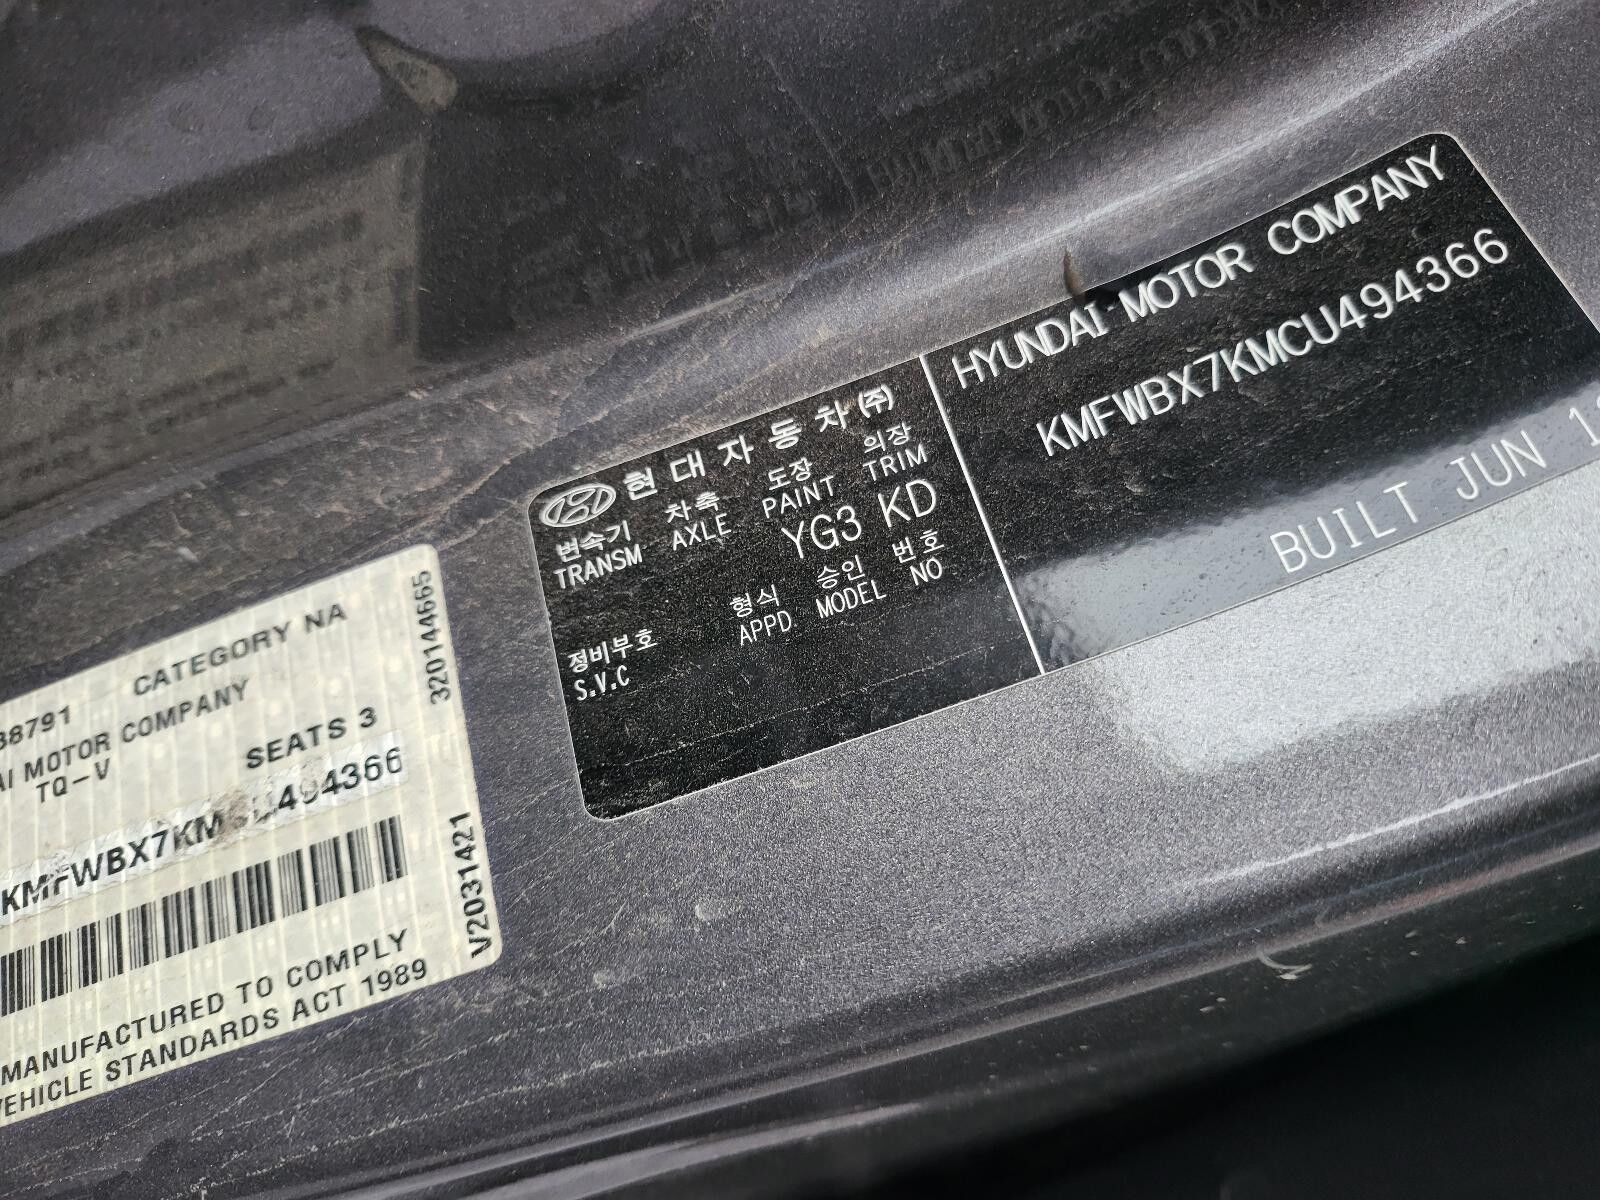 현대자동차(주)
변속기 차축 도장 의장
TRANSM AXLE PAINT TRIM
YG3 KD
형식 승인 번호
APPD MODEL NO
정비부호
S.V.C
HYUNDAI MOTOR COMPANY
KMFWBX7KMCU494366
BUILT JUN
38791 CATEGORY NA
AI MOTOR COMPANY
TQ-V SEATS 3
KMFWBX7KM U494366
MANUFACTURED TO COMPLY
VEHICLE STANDARDS ACT 1989
320144665
V2031421